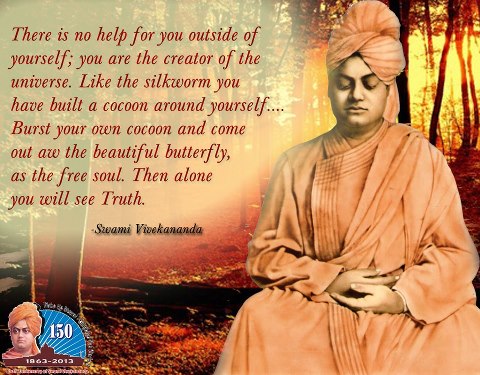 There is no help for you outside of
yourself; you are the creator of the
universe. Like the silkworm you
have built a cocoon around yourself....
Burst your own cocoon and come
out aw the beautiful butterfly,
as the free soul. Then alone
you will see Truth.
-Swami Vivekananda
150
1863-2013